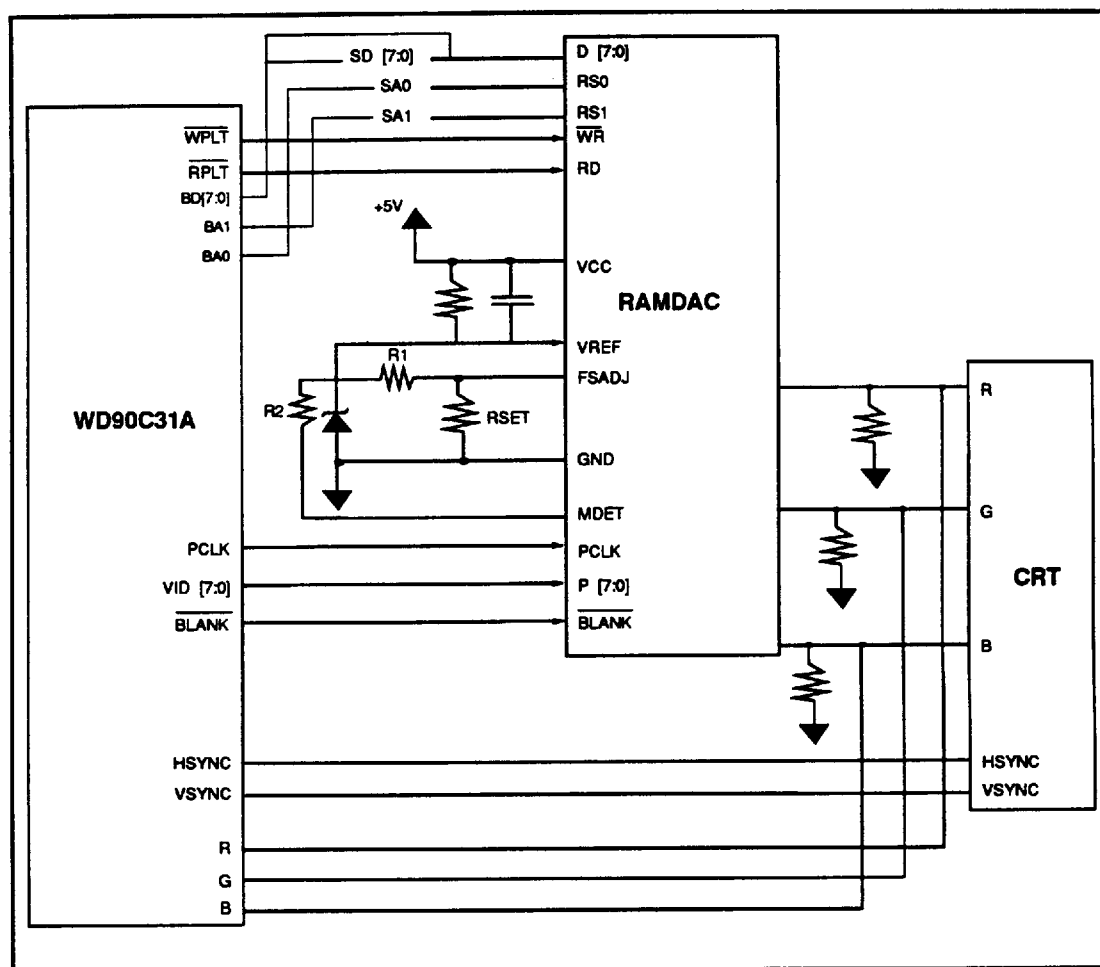 SD [7:0]
SA0
SA1
D [7:0]
RS0
RS1
WR
RD
VCC
VREF
FSADJ
GND
MDET
PCLK
P [7:0]
BLANK
RAMDAC
WPLT
RPLT
BD[7:0]
BA1
BA0
+5V
R1
R2
RSET
WD90C31A
PCLK
VID [7:0]
BLANK
HSYNC
VSYNC
R
G
B
R
G
B
CRT
HSYNC
VSYNC